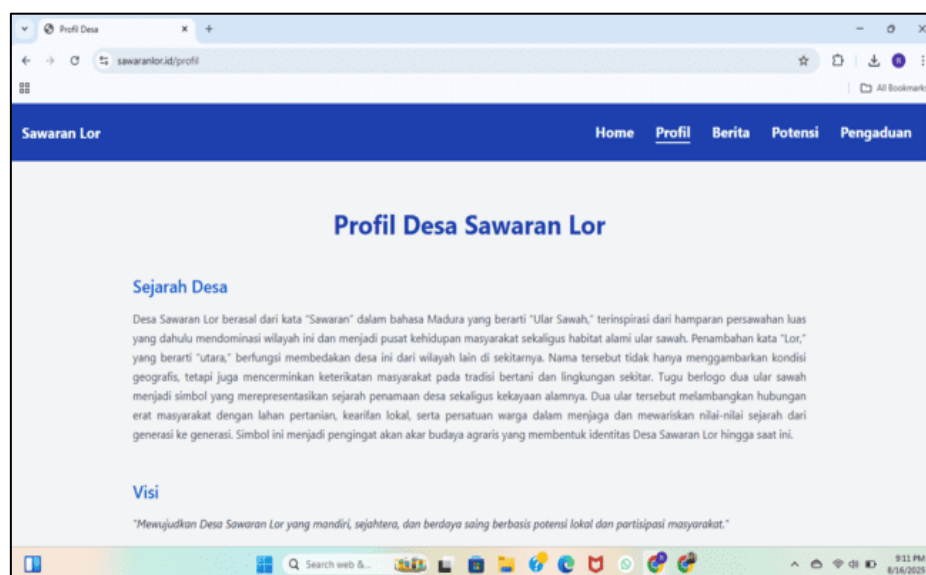 Profil Desa
sawaranlor.id/profil
All Bookmarks
Sawaran Lor
Home Profil Berita Potensi Pengaduan
Profil Desa Sawaran Lor
Sejarah Desa
Desa Sawaran Lor berasal dari kata "Sawaran" dalam bahasa Madura yang berarti "Ular Sawah," terinspirasi dari hamparan persawahan luas
yang dahulu mendominasi wilayah ini dan menjadi pusat kehidupan masyarakat sekaligus habitat alami ular sawah. Penambahan kata "Lor,"
yang berarti "utara," berfungsi membedakan desa ini dari wilayah lain di sekitarnya. Nama tersebut tidak hanya menggambarkan kondisi
geografis, tetapi juga mencerminkan keterikatan masyarakat pada tradisi bertani dan lingkungan sekitar. Tugu berlogo dua ular sawah
menjadi simbol yang merepresentasikan sejarah penamaan desa sekaligus kekayaan alamnya. Dua ular tersebut melambangkan hubungan
erat masyarakat dengan lahan pertanian, kearifan lokal, serta persatuan warga dalam menjaga dan mewariskan nilai-nilai sejarah dari
generasi ke generasi. Simbol ini menjadi pengingat akan akar budaya agraris yang membentuk identitas Desa Sawaran Lor hingga saat ini.
Visi
"Mewujudkan Desa Sawaran Lor yang mandiri, sejahtera, dan berdaya saing berbasis potensi lokal dan partisipasi masyarakat."
Search web &...
9:11 PM
8/16/2025